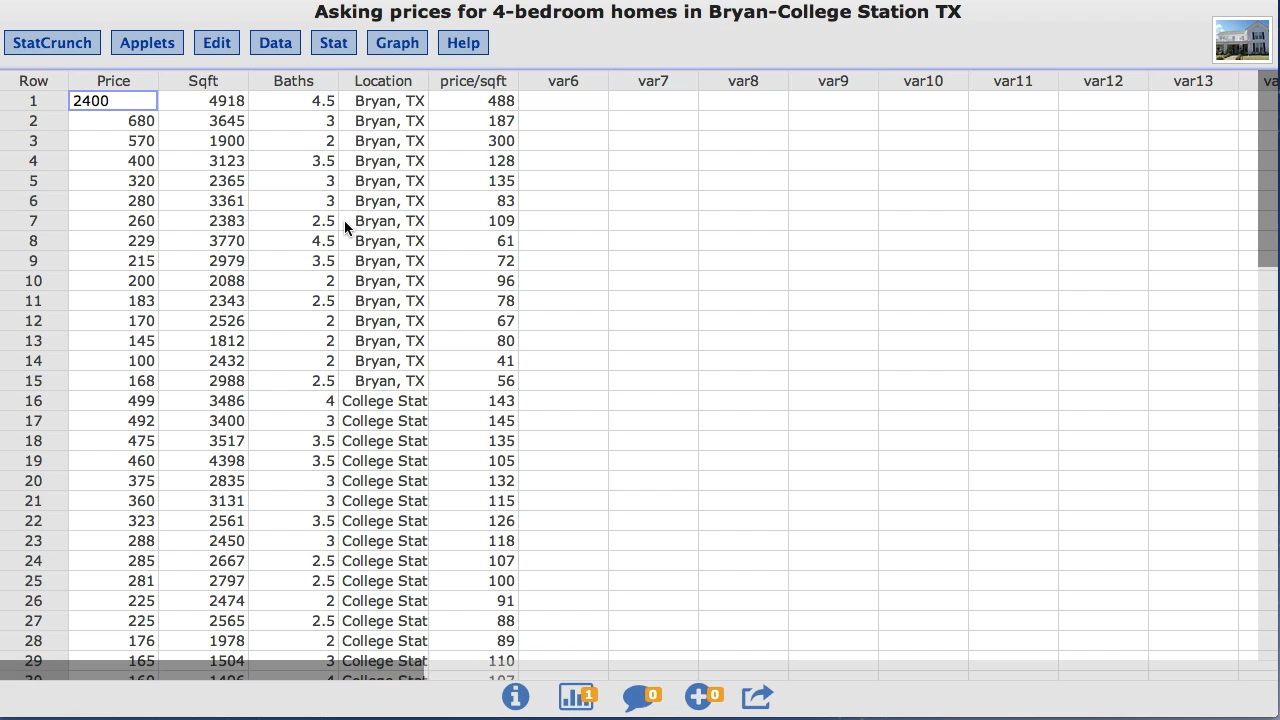 Asking prices for 4-bedroom homes in Bryan-College Station TX
StatCrunch Applets Edit Data Stat Graph Help
Row Price Sqft Baths Location price/sqft var6 var7 var8 var9 var10 var11 var12 var13 va
1 2400 4918 4.5 Bryan, TX 488
2 680 3645 3 Bryan, TX 187
3 570 1900 2 Bryan, TX 300
4 400 3123 3.5 Bryan, TX 128
5 320 2365 3 Bryan, TX 135
6 280 3361 3 Bryan, TX 83
7 260 2383 2.5 Bryan, TX 109
8 229 3770 4.5 Bryan, TX 61
9 215 2979 3.5 Bryan, TX 72
10 200 2088 2 Bryan, TX 96
11 183 2343 2.5 Bryan, TX 78
12 170 2526 2 Bryan, TX 67
13 145 1812 2 Bryan, TX 80
14 100 2432 2 Bryan, TX 41
15 168 2988 2.5 Bryan, TX 56
16 499 3486 4 College Stat 143
17 492 3400 3 College Stat 145
18 475 3517 3.5 College Stat 135
19 460 4398 3.5 College Stat 105
20 375 2835 3 College Stat 132
21 360 3131 3 College Stat 115
22 323 2561 3.5 College Stat 126
23 288 2450 3 College Stat 118
24 285 2667 2.5 College Stat 107
25 281 2797 2.5 College Stat 100
26 225 2474 2 College Stat 91
27 225 2565 2.5 College Stat 88
28 176 1978 2 College Stat 89
29 165 1504 3 College Stat 110
1 0 0